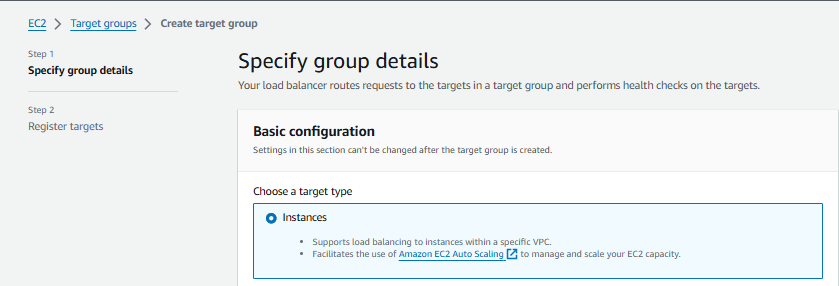 EC2 > Target groups > Create target group
Step 1
Specify group details
Step 2
Register targets
Specify group details
Your load balancer routes requests to the targets in a target group and performs health checks on the targets.
Basic configuration
Settings in this section can't be changed after the target group is created.
Choose a target type
Instances
• Supports load balancing to instances within a specific VPC.
• Facilitates the use of Amazon EC2 Auto Scaling to manage and scale your EC2 capacity.